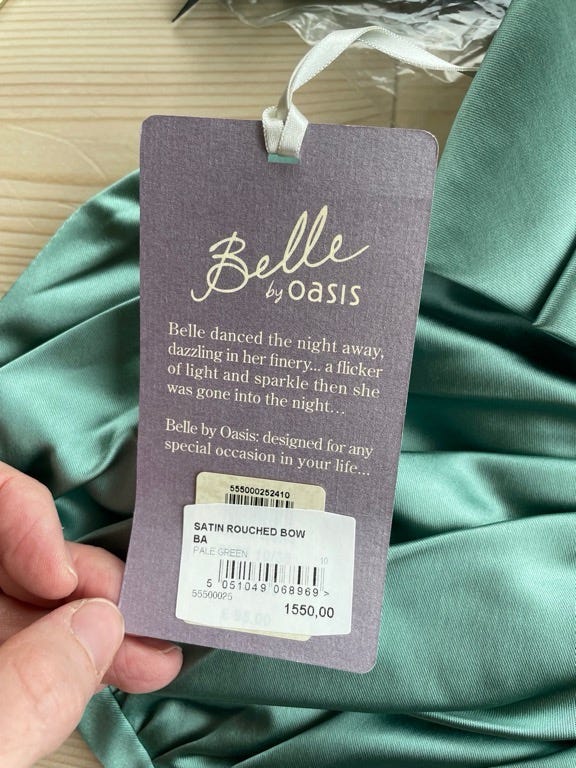 Belle
by oasis
Belle danced the night away,
dazzling in her finery... a flicker
of light and sparkle then she
was gone into the night...
Belle by Oasis: designed for any
special occasion in your life...
555000252410
SATIN ROUCHED BOW
BA
PALE GREEN
10
5 051049 068969 >
55500025
1550,00